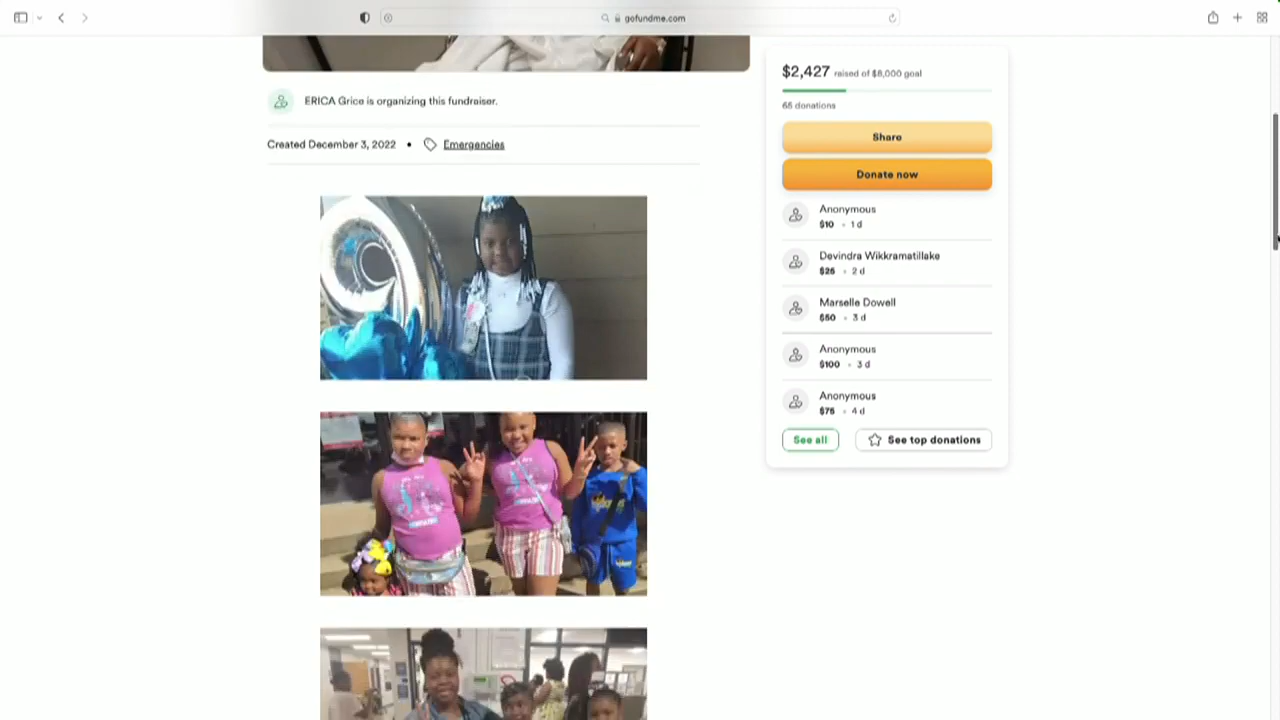 gofundme.com
$2,427 raised of $8,000 goal
65 donations
Share
Donate now
ERICA Grice is organizing this fundraiser.
Created December 3, 2022 • Emergencies
Anonymous
$10 • 1 d
Devindra Wikkramatillake
$25 • 2 d
Marselle Dowell
$50 • 3 d
Anonymous
$100 • 3 d
Anonymous
$75 • 4 d
See all
See top donations